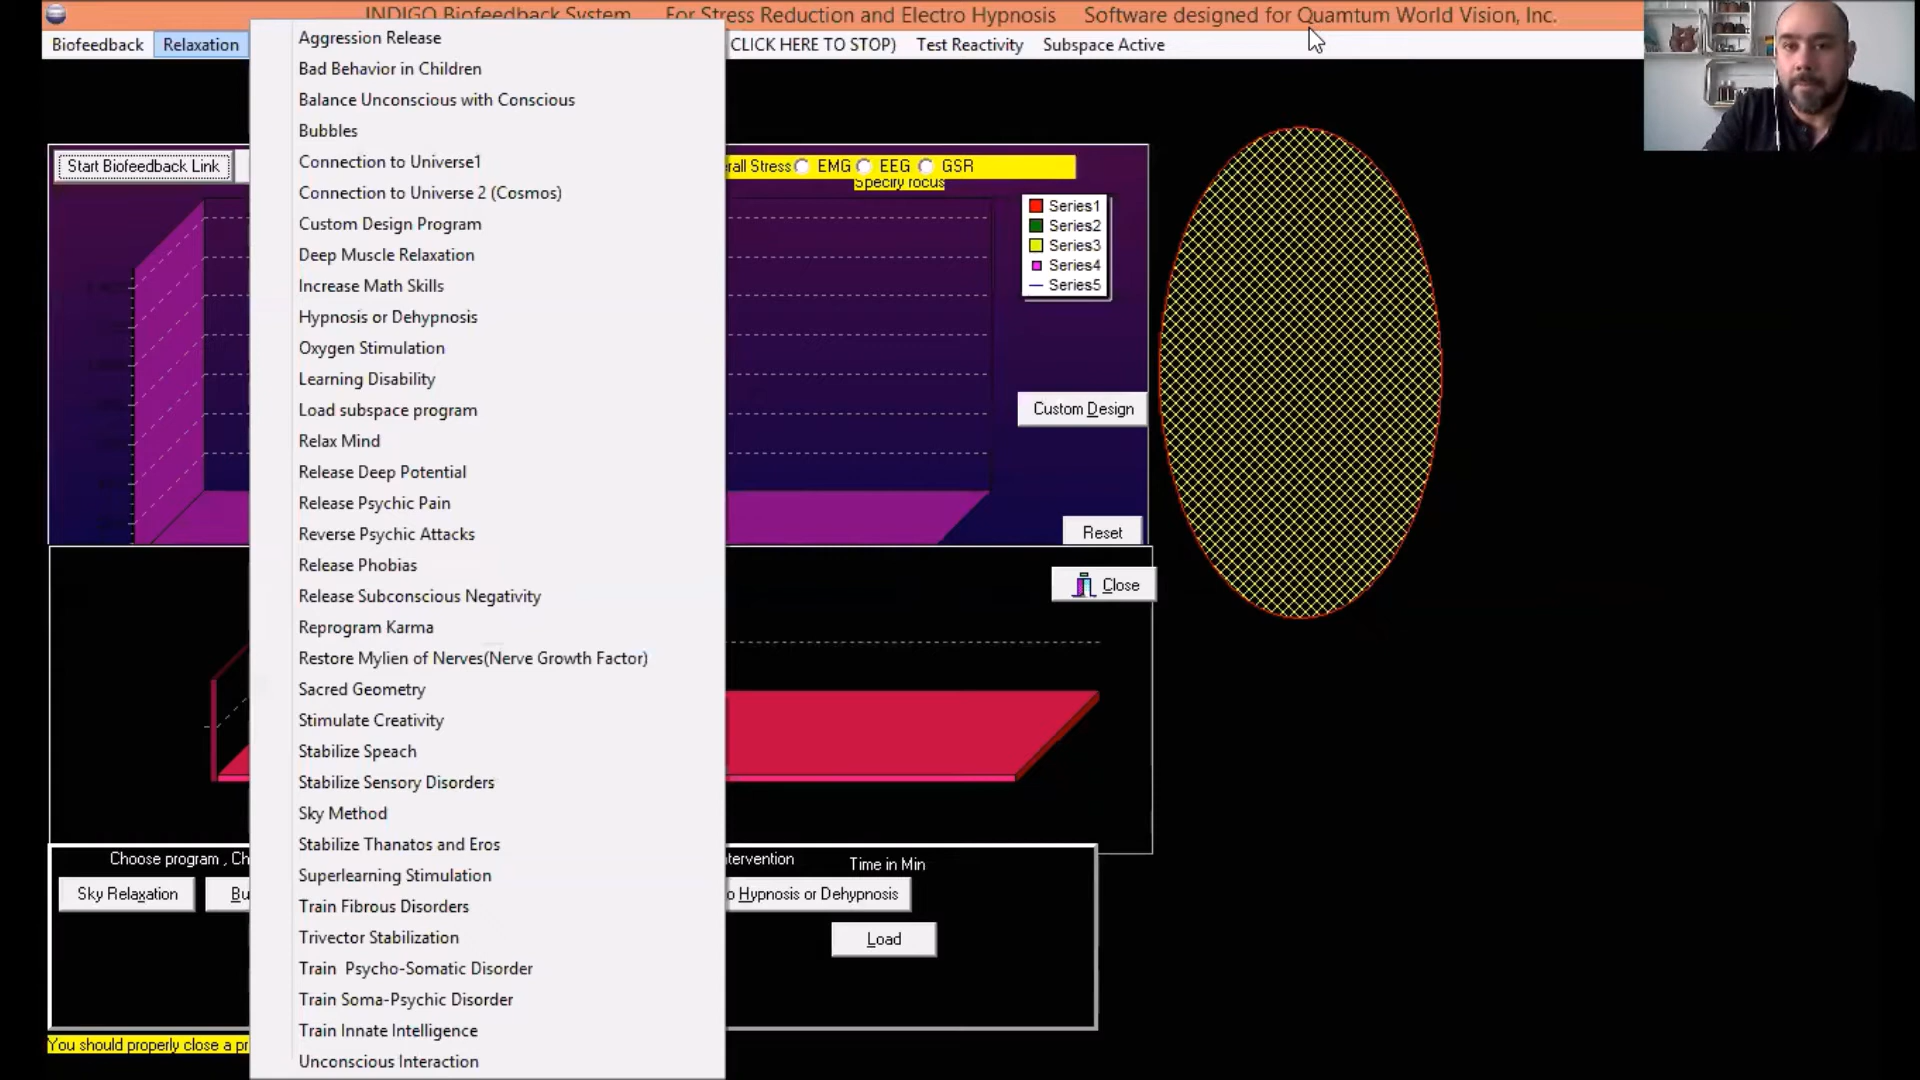 INDIGO Biofeedback System For Stress Reduction and Electro Hypnosis Software designed for Quamtum World Vision, Inc.
Biofeedback Relaxation CLICK HERE TO STOP) Test Reactivity Subspace Active
Aggression Release
Bad Behavior in Children
Balance Unconscious with Conscious
Bubbles
Connection to Universe1
Connection to Universe 2 (Cosmos)
Custom Design Program
Deep Muscle Relaxation
Increase Math Skills
Hypnosis or Dehypnosis
Oxygen Stimulation
Learning Disability
Load subspace program
Relax Mind
Release Deep Potential
Release Psychic Pain
Reverse Psychic Attacks
Release Phobias
Release Subconscious Negativity
Reprogram Karma
Restore Mylien of Nerves(Nerve Growth Factor)
Sacred Geometry
Stimulate Creativity
Stabilize Speach
Stabilize Sensory Disorders
Sky Method
Stabilize Thanatos and Eros
Superlearning Stimulation
Train Fibrous Disorders
Trivector Stabilization
Train Psycho-Somatic Disorder
Train Soma-Psychic Disorder
Train Innate Intelligence
Unconscious Interaction
Start Biofeedback Link
rall Stress EMG EEG GSR
Specify focus
Series1
Series2
Series3
Series4
Series5
Custom Design
Reset
Close
Choose program , Ch
tervention Time in Min
Sky Relaxation Bu o Hypnosis or Dehypnosis
Load
You should properly close a pr